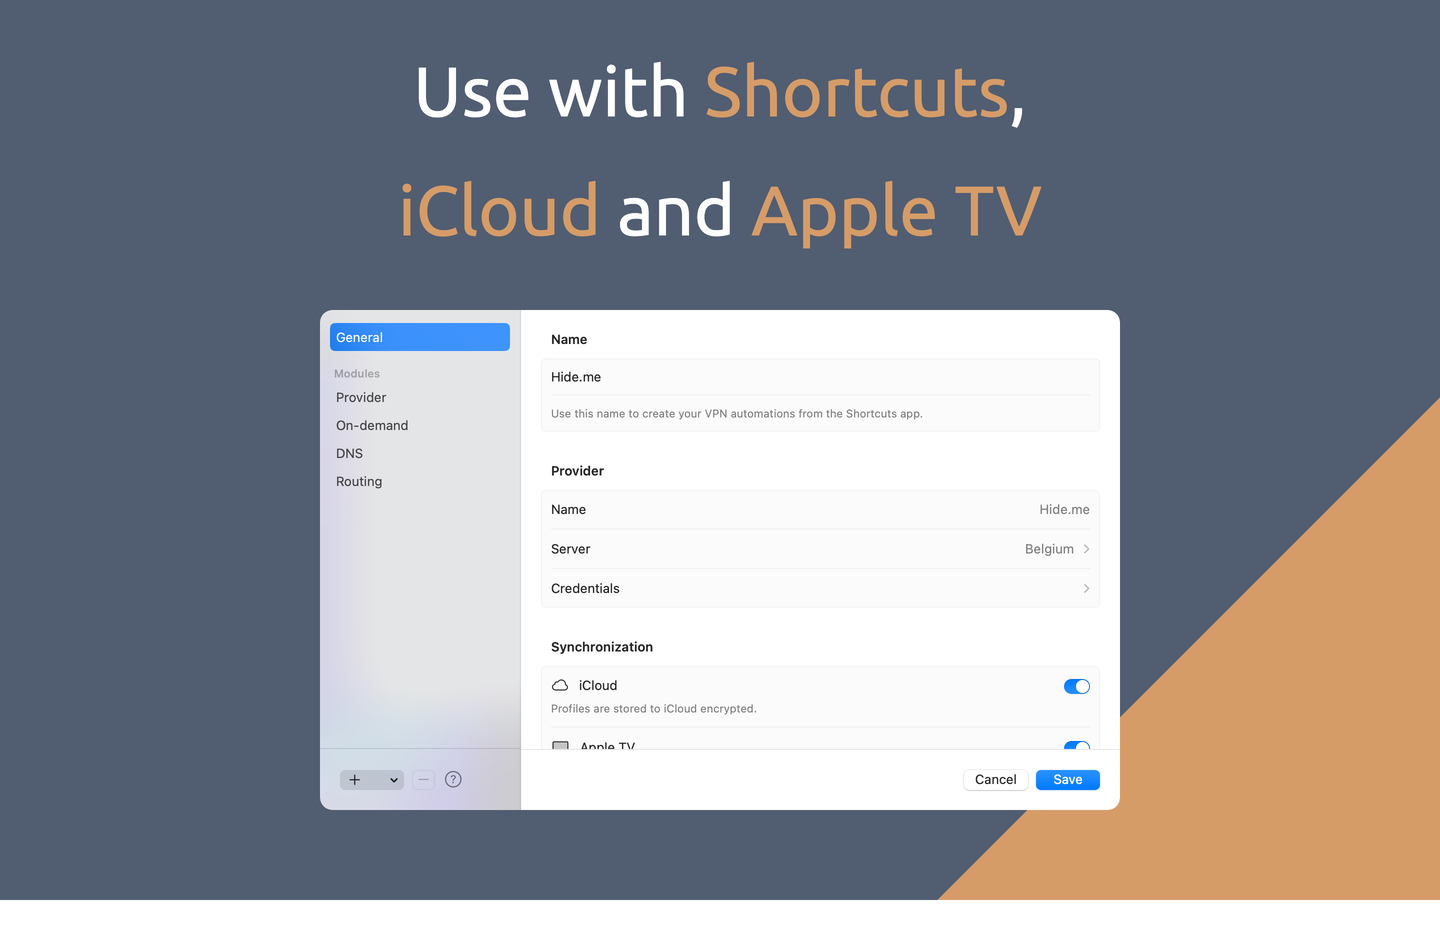 Use with Shortcuts,
iCloud and Apple TV
General
Modules
Provider
On-demand
DNS
Routing
Name
Hide.me
Use this name to create your VPN automations from the Shortcuts app.
Provider
Name Hide.me
Server Belgium
Credentials
Synchronization
iCloud
Profiles are stored to iCloud encrypted.
Apple TV
Cancel Save